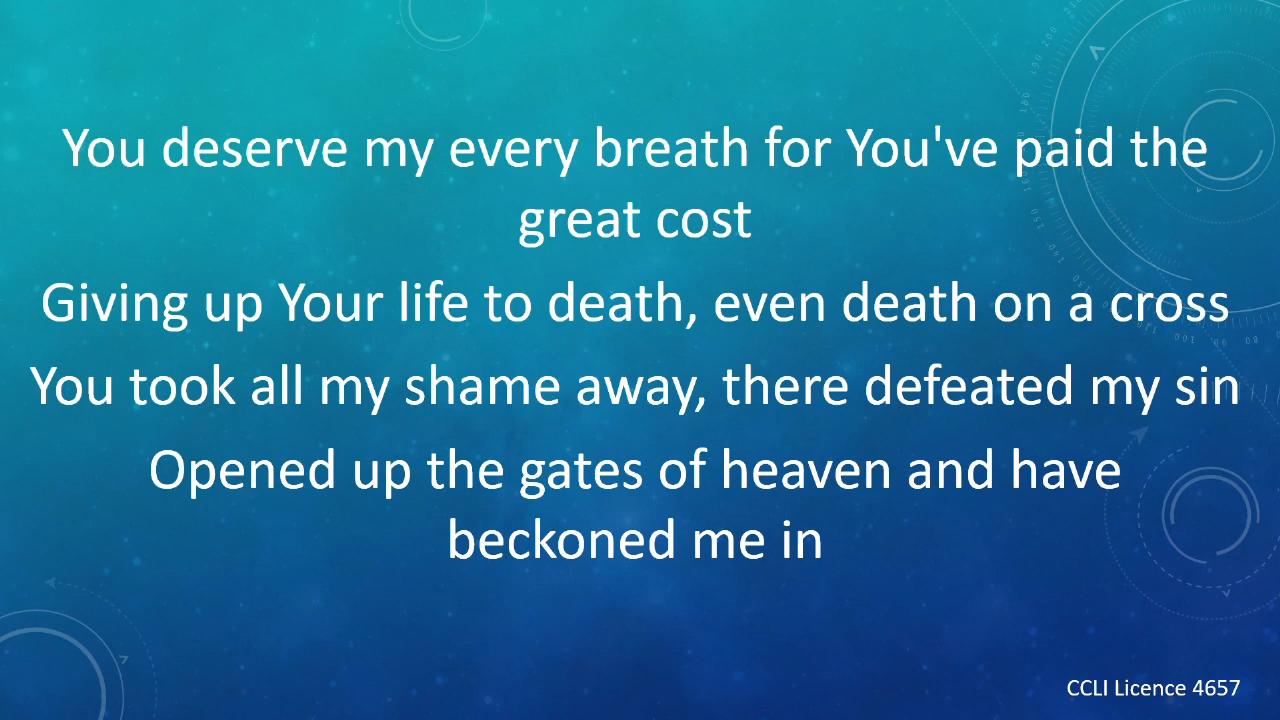 You deserve my every breath for You've paid the
great cost
Giving up Your life to death, even death on a cross
You took all my shame away, there defeated my sin
Opened up the gates of heaven and have
beckoned me in
CCLI Licence 4657